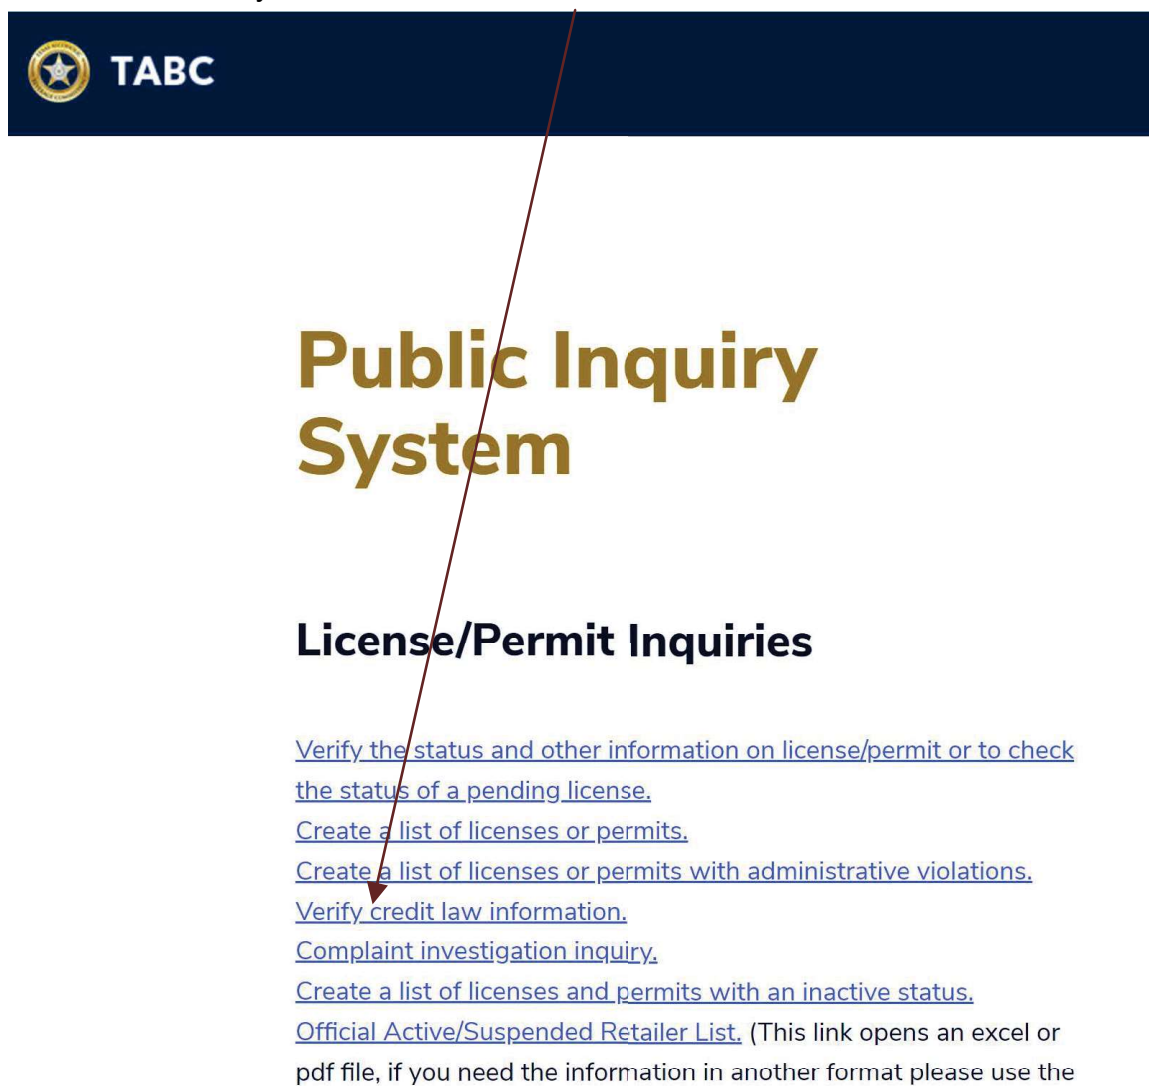 TABC
Public Inquiry
System
License/Permit Inquiries
Verify the status and other information on license/permit or to check
the status of a pending license.
Create a list of licenses or permits.
Create a list of licenses or permits with administrative violations.
Verify credit law information.
Complaint investigation inquiry.
Create a list of licenses and permits with an inactive status.
Official Active/Suspended Retailer List. (This link opens an excel or
pdf file, if you need the information in another format please use the